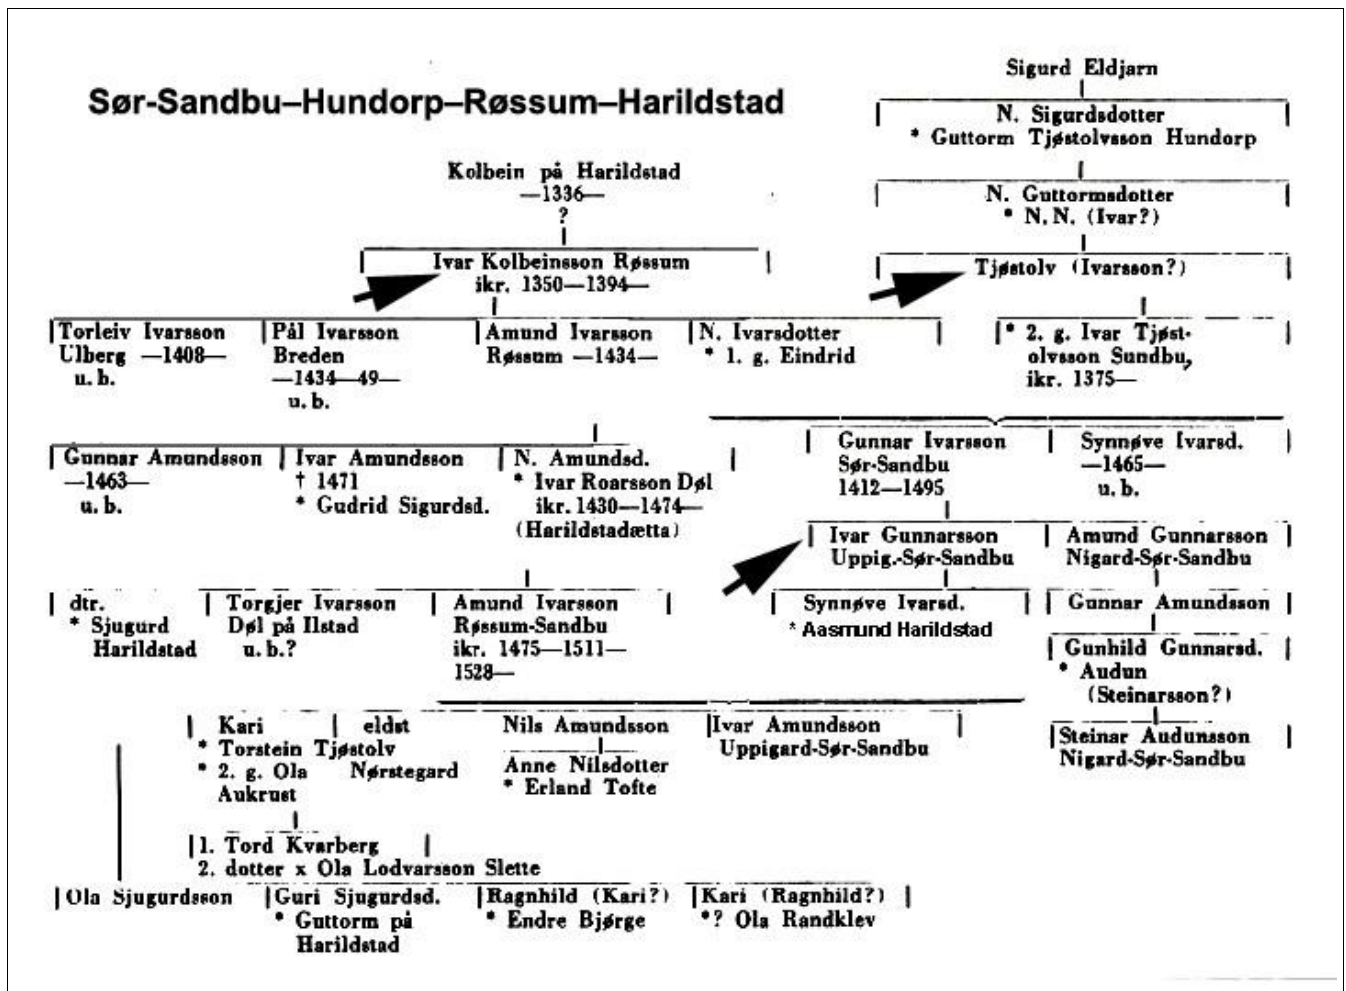 Sør-Sandbu–Hundorp–Røssum–Harildstad
Sigurd Eldjarn
N. Sigurdsdotter
* Guttorm Tjøstolvsson Hundorp
N. Guttormsdotter
* N.N. (Ivar?)
Tjøstolv (Ivarsson?)
Kolbein på Harildstad
—1336—
?
Ivar Kolbeinsson Røssum
ikr. 1350—1394—
Torleiv Ivarsson
Ulberg —1408—
u. b.
Pål Ivarsson
Breden
—1434—49—
u. b.
Amund Ivarsson
Røssum —1434—
N. Ivarsdotter
* 1. g. Eindrid
* 2. g. Ivar Tjøst-
olvsson Sundbu,
ikr. 1375—
Gunnar Amundsson
—1463—
u. b.
Ivar Amundsson
† 1471
* Gudrid Sigurdsd.
N. Amundsd.
* Ivar Roarsson Døl
ikr. 1430—1474—
(Harildstadætta)
Gunnar Ivarsson
Sør-Sandbu
1412—1495
Synnøve Ivarsd.
—1465—
u. b.
Ivar Gunnarsson
Uppig.-Sør-Sandbu
Amund Gunnarsson
Nigard-Sør-Sandbu
dtr.
* Sjugurd
Harildstad
Torgjer Ivarsson
Døl på Ilstad
u. b.?
Amund Ivarsson
Røssum-Sandbu
ikr. 1475—1511—
1528—
Synnøve Ivarsd.
* Aasmund Harildstad
Gunnar Amundsson
Gunhild Gunnarsd.
* Audun
(Steinarsson?)
Steinar Audunsson
Nigard-Sør-Sandbu
Kari
* Torstein Tjøstolv
* 2. g. Ola
Aukrust
eldst
Nørstegard
Nils Amundsson
Anne Nilsdotter
* Erland Tofte
Ivar Amundsson
Uppigard-Sør-Sandbu
1. Tord Kvarberg
2. dotter x Ola Lodvarsson Slette
Ola Sjugurdsson
Guri Sjugurdsd.
* Guttorm på
Harildstad
Ragnhild (Kari?)
* Endre Bjørge
Kari (Ragnhild?)
*? Ola Randklev